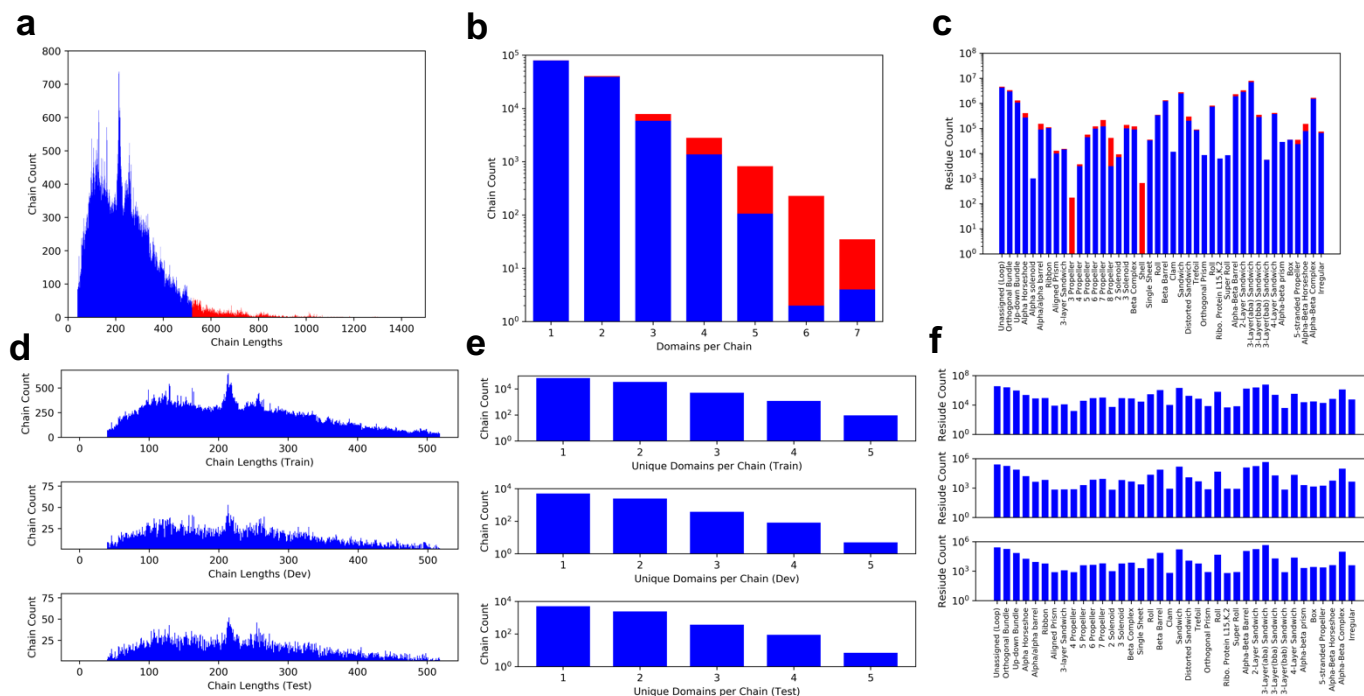 a
800
700
600
500
400
300
200
100
0
Chain Count
0 200 400 600 800 1000 1200 1400
Chain Lengths
b
10^5
10^4
10^3
10^2
10^1
10^0
Chain Count
1 2 3 4 5 6 7
Domains per Chain
c
10^8
10^7
10^6
10^5
10^4
10^3
10^2
10^1
10^0
Residue Count
Unassigned (Loop)
Orthogonal Bundle
Up-down Bundle
Alpha Horseshoe
Alpha solenoid
Alpha/alpha barrel
Ribbon
Aligned Prism
3-layer Sandwich
3 Propeller
4 Propeller
5 Propeller
6 Propeller
7 Propeller
8 Propeller
2 Solenoid
3 Solenoid
Beta Complex
Shell
Single Sheet
Roll
Beta Barrel
Clam
Sandwich
Distorted Sandwich
Trefoil
Orthogonal Prism
Roll
Ribo. Protein L15,K.2
Super Roll
Alpha-Beta Barrel
2-Layer Sandwich
3-Layer(aba) Sandwich
3-Layer(bba) Sandwich
3-Layer(bab) Sandwich
4-Layer Sandwich
Alpha-beta prism
Box
5-stranded Propeller
Alpha-Beta Horseshoe
Alpha-Beta Complex
Irregular
d
500
250
0
Chain Count
0 100 200 300 400 500
Chain Lengths (Train)
75
50
25
Chain Count
0 100 200 300 400 500
Chain Lengths (Dev)
75
50
25
Chain Count
0 100 200 300 400 500
Chain Lengths (Test)
e
10^4
10^2
10^0
Chain Count
1 2 3 4 5
Unique Domains per Chain (Train)
10^4
10^2
10^0
Chain Count
1 2 3 4 5
Unique Domains per Chain (Dev)
10^4
10^2
10^0
Chain Count
1 2 3 4 5
Unique Domains per Chain (Test)
f
10^8
10^4
10^0
Resiude Count
10^6
10^3
10^0
Resiude Count
10^6
10^3
10^0
Resiude Count
Unassigned (Loop)
Orthogonal Bundle
Up-down Bundle
Alpha Horseshoe
Alpha/alpha barrel
Ribbon
Aligned Prism
3-layer Sandwich
4 Propeller
5 Propeller
6 Propeller
7 Propeller
2 Solenoid
3 Solenoid
Beta Complex
Single Sheet
Roll
Beta Barrel
Clam
Sandwich
Distorted Sandwich
Trefoil
Orthogonal Prism
Roll
Ribo. Protein L15,K.2
Super Roll
Alpha-Beta Barrel
2-Layer Sandwich
3-Layer(aba) Sandwich
3-Layer(bba) Sandwich
3-Layer(bab) Sandwich
4-Layer Sandwich
Alpha-beta prism
Box
5-stranded Propeller
Alpha-Beta Horseshoe
Alpha-Beta Complex
Irregular